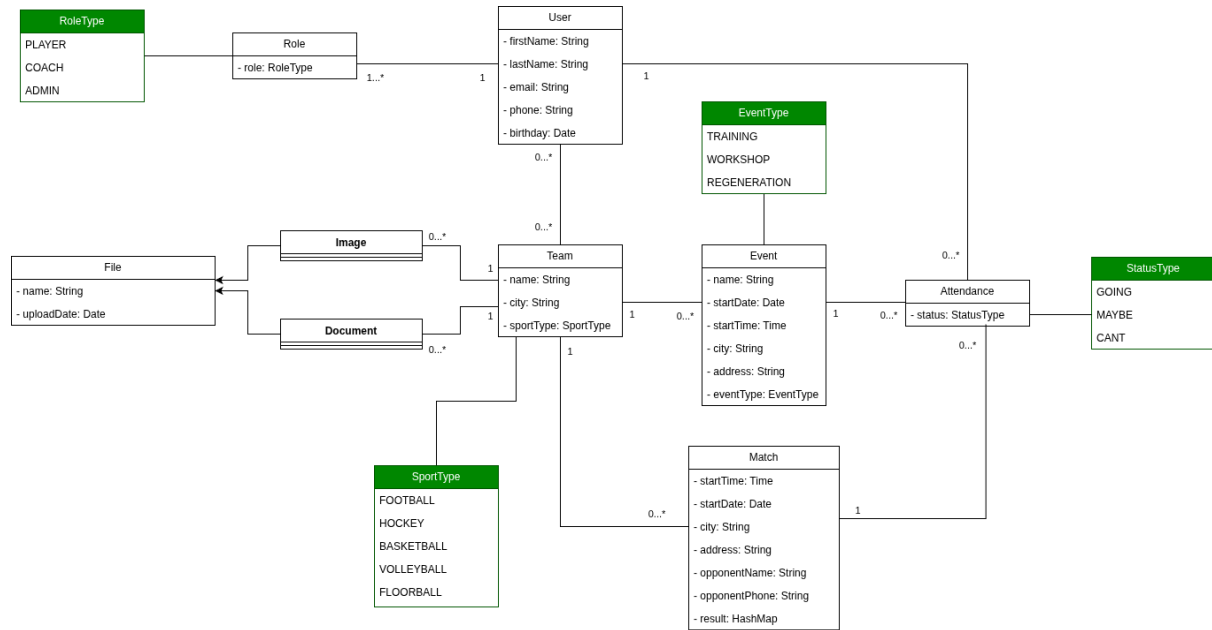 RoleType
PLAYER
COACH
ADMIN
Role
- role: RoleType
1...*
1
User
- firstName: String
- lastName: String
- email: String
- phone: String
- birthday: Date
1
0...*
0...*
EventType
TRAINING
WORKSHOP
REGENERATION
File
- name: String
- uploadDate: Date
Image
0...*
1
Document
0...*
1
Team
- name: String
- city: String
- sportType: SportType
1
0...*
1
Event
- name: String
- startDate: Date
- startTime: Time
- city: String
- address: String
- eventType: EventType
1
0...*
0...*
Attendance
- status: StatusType
0...*
StatusType
GOING
MAYBE
CANT
SportType
FOOTBALL
HOCKEY
BASKETBALL
VOLLEYBALL
FLOORBALL
0...*
Match
- startTime: Time
- startDate: Date
- city: String
- address: String
- opponentName: String
- opponentPhone: String
- result: HashMap
1